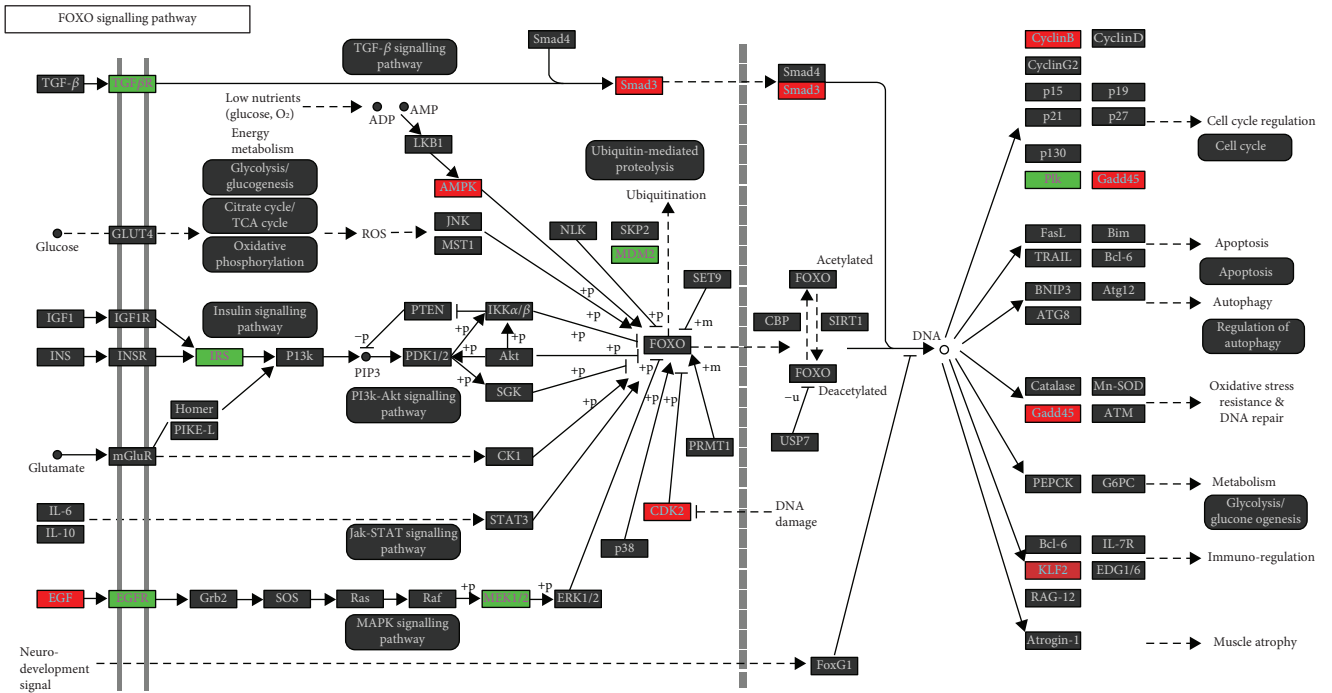 FOXO signalling pathway
TGF-β
TGFβR
TGF-β signalling
pathway
Smad4
Smad3
Smad4
Smad3
Low nutrients
(glucose, O₂)
ADP
AMP
Energy
metabolism
LKB1
AMPK
Glycolysis/
glucogenesis
Citrate cycle/
TCA cycle
Oxidative
phosphorylation
Glucose
GLUT4
ROS
JNK
MST1
NLK
Ubiquitin-mediated
proteolysis
Ubiquitination
SKP2
MDM2
SET9
+p
+p
+m
IGF1
IGF1R
Insulin signalling
pathway
INS
INSR
IRS
P13k
−p
PIP3
PTEN
IKKα/β
+p
+p
+p
PDK1/2
+p
Akt
+p
+p
SGK
+p
PI3k-Akt signalling
pathway
FOXO
+p
+p
+p
+p
+m
Homer
PIKE-L
Glutamate
mGluR
CK1
PRMT1
IL-6
IL-10
STAT3
Jak-STAT signalling
pathway
p38
CDK2
DNA
damage
EGF
EGFR
Grb2
SOS
Ras
Raf
+p
MEK1/2
+p
ERK1/2
MAPK signalling
pathway
Neuro-
development
signal
FoxG1
Acetylated
FOXO
CBP
SIRT1
FOXO
Deacetylated
−u
USP7
DNA
CyclinB
CyclinD
CyclinG2
p15
p19
p21
p27
p130
Plk
Gadd45
Cell cycle regulation
Cell cycle
FasL
Bim
TRAIL
Bcl-6
Apoptosis
Apoptosis
BNIP3
Atg12
ATG8
Autophagy
Regulation of
autophagy
Catalase
Mn-SOD
Gadd45
ATM
Oxidative stress
resistance &
DNA repair
PEPCK
G6PC
Metabolism
Glycolysis/
glucone ogenesis
Bcl-6
IL-7R
KLF2
EDG1/6
RAG-12
Immuno-regulation
Atrogin-1
Muscle atrophy